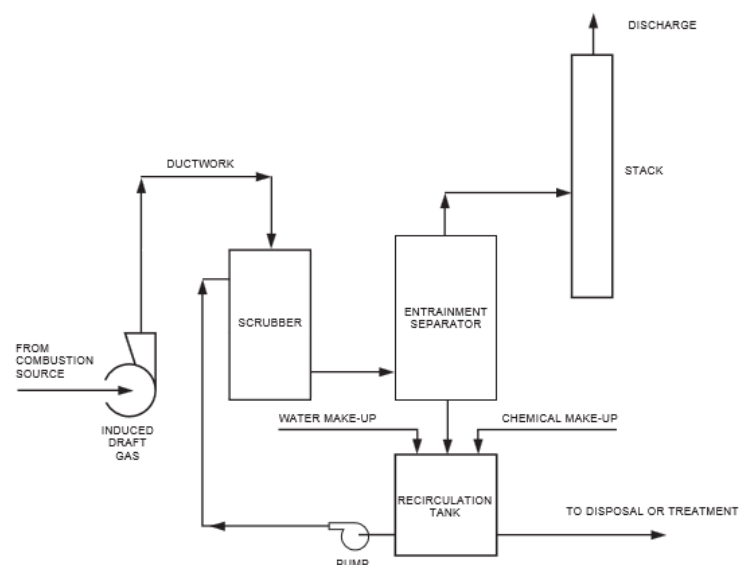 DISCHARGE
DUCTWORK
STACK
SCRUBBER
ENTRAINMENT
SEPARATOR
FROM
COMBUSTION
SOURCE
INDUCED
DRAFT
GAS
WATER MAKE-UP
CHEMICAL MAKE-UP
RECIRCULATION
TANK
TO DISPOSAL OR TREATMENT
PUMP